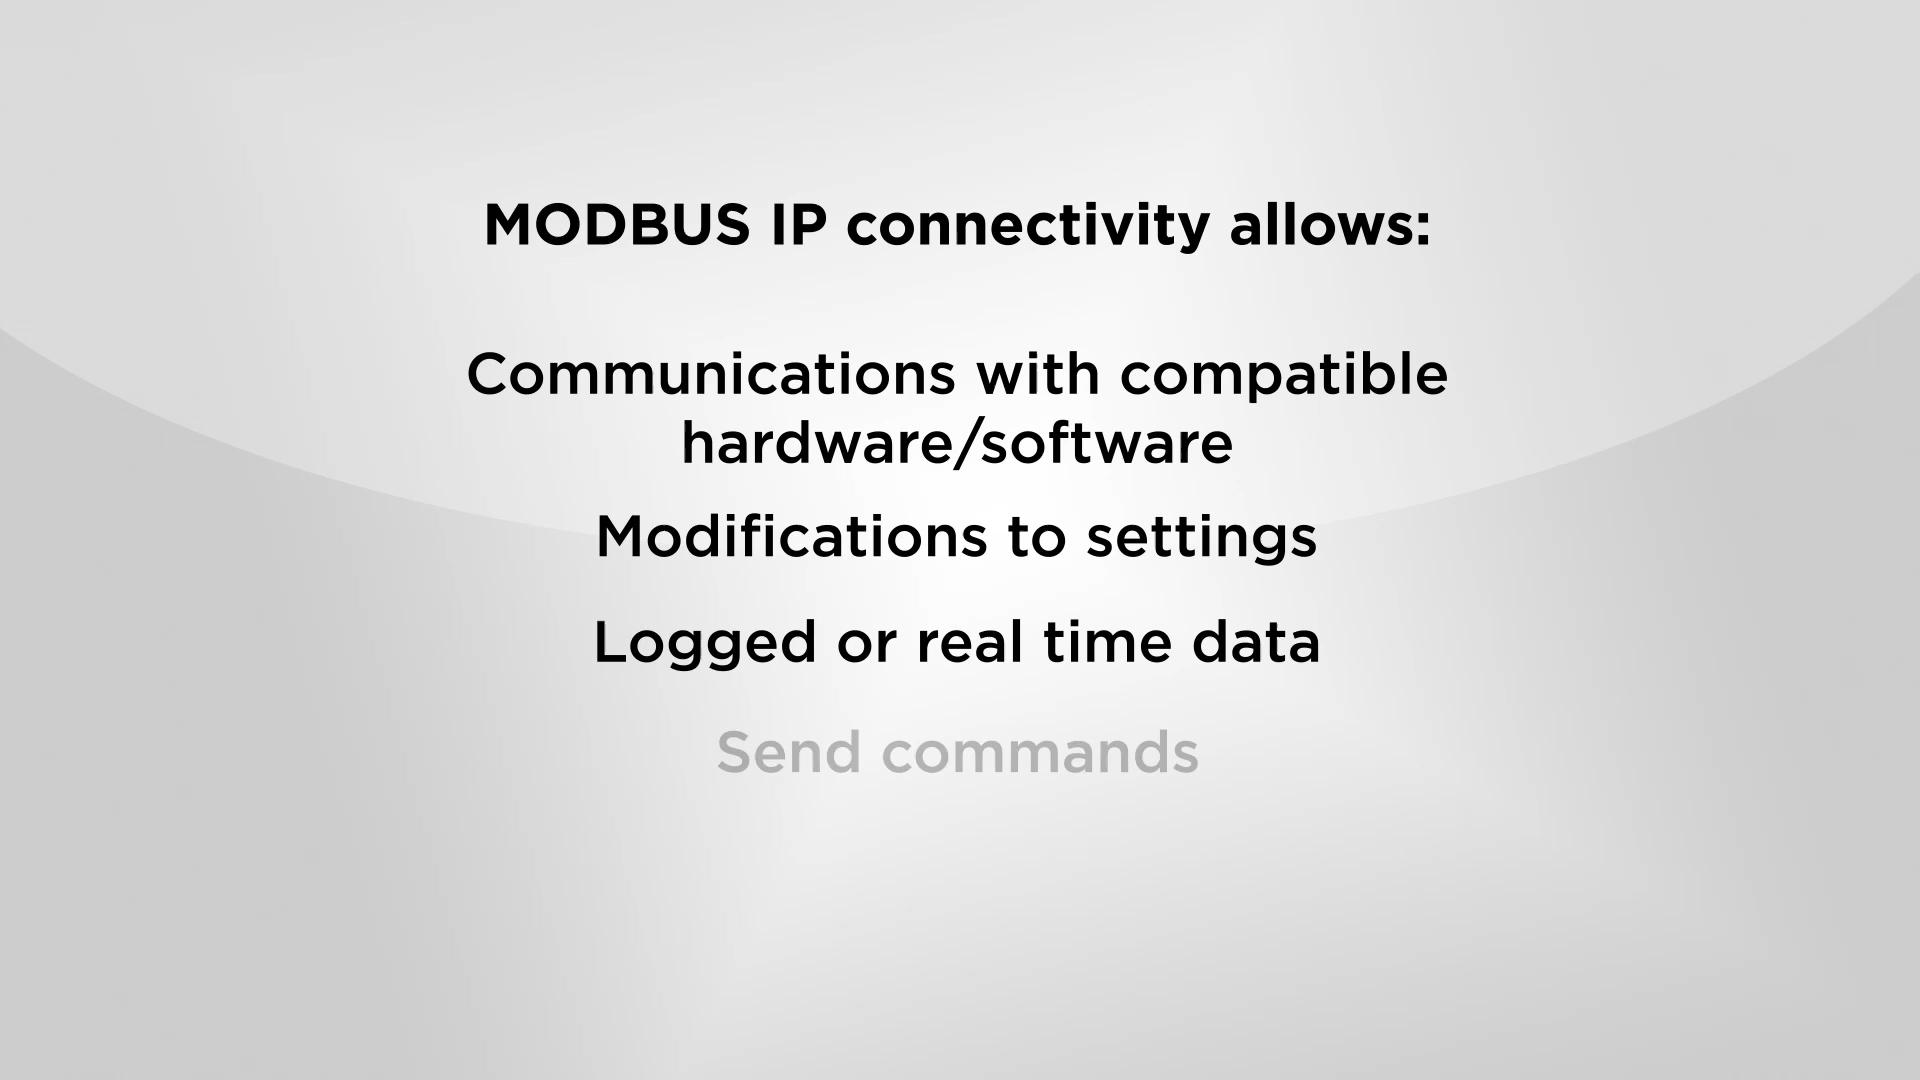 MODBUS IP connectivity allows:
Communications with compatible
hardware/software
Modifications to settings
Logged or real time data
Send commands